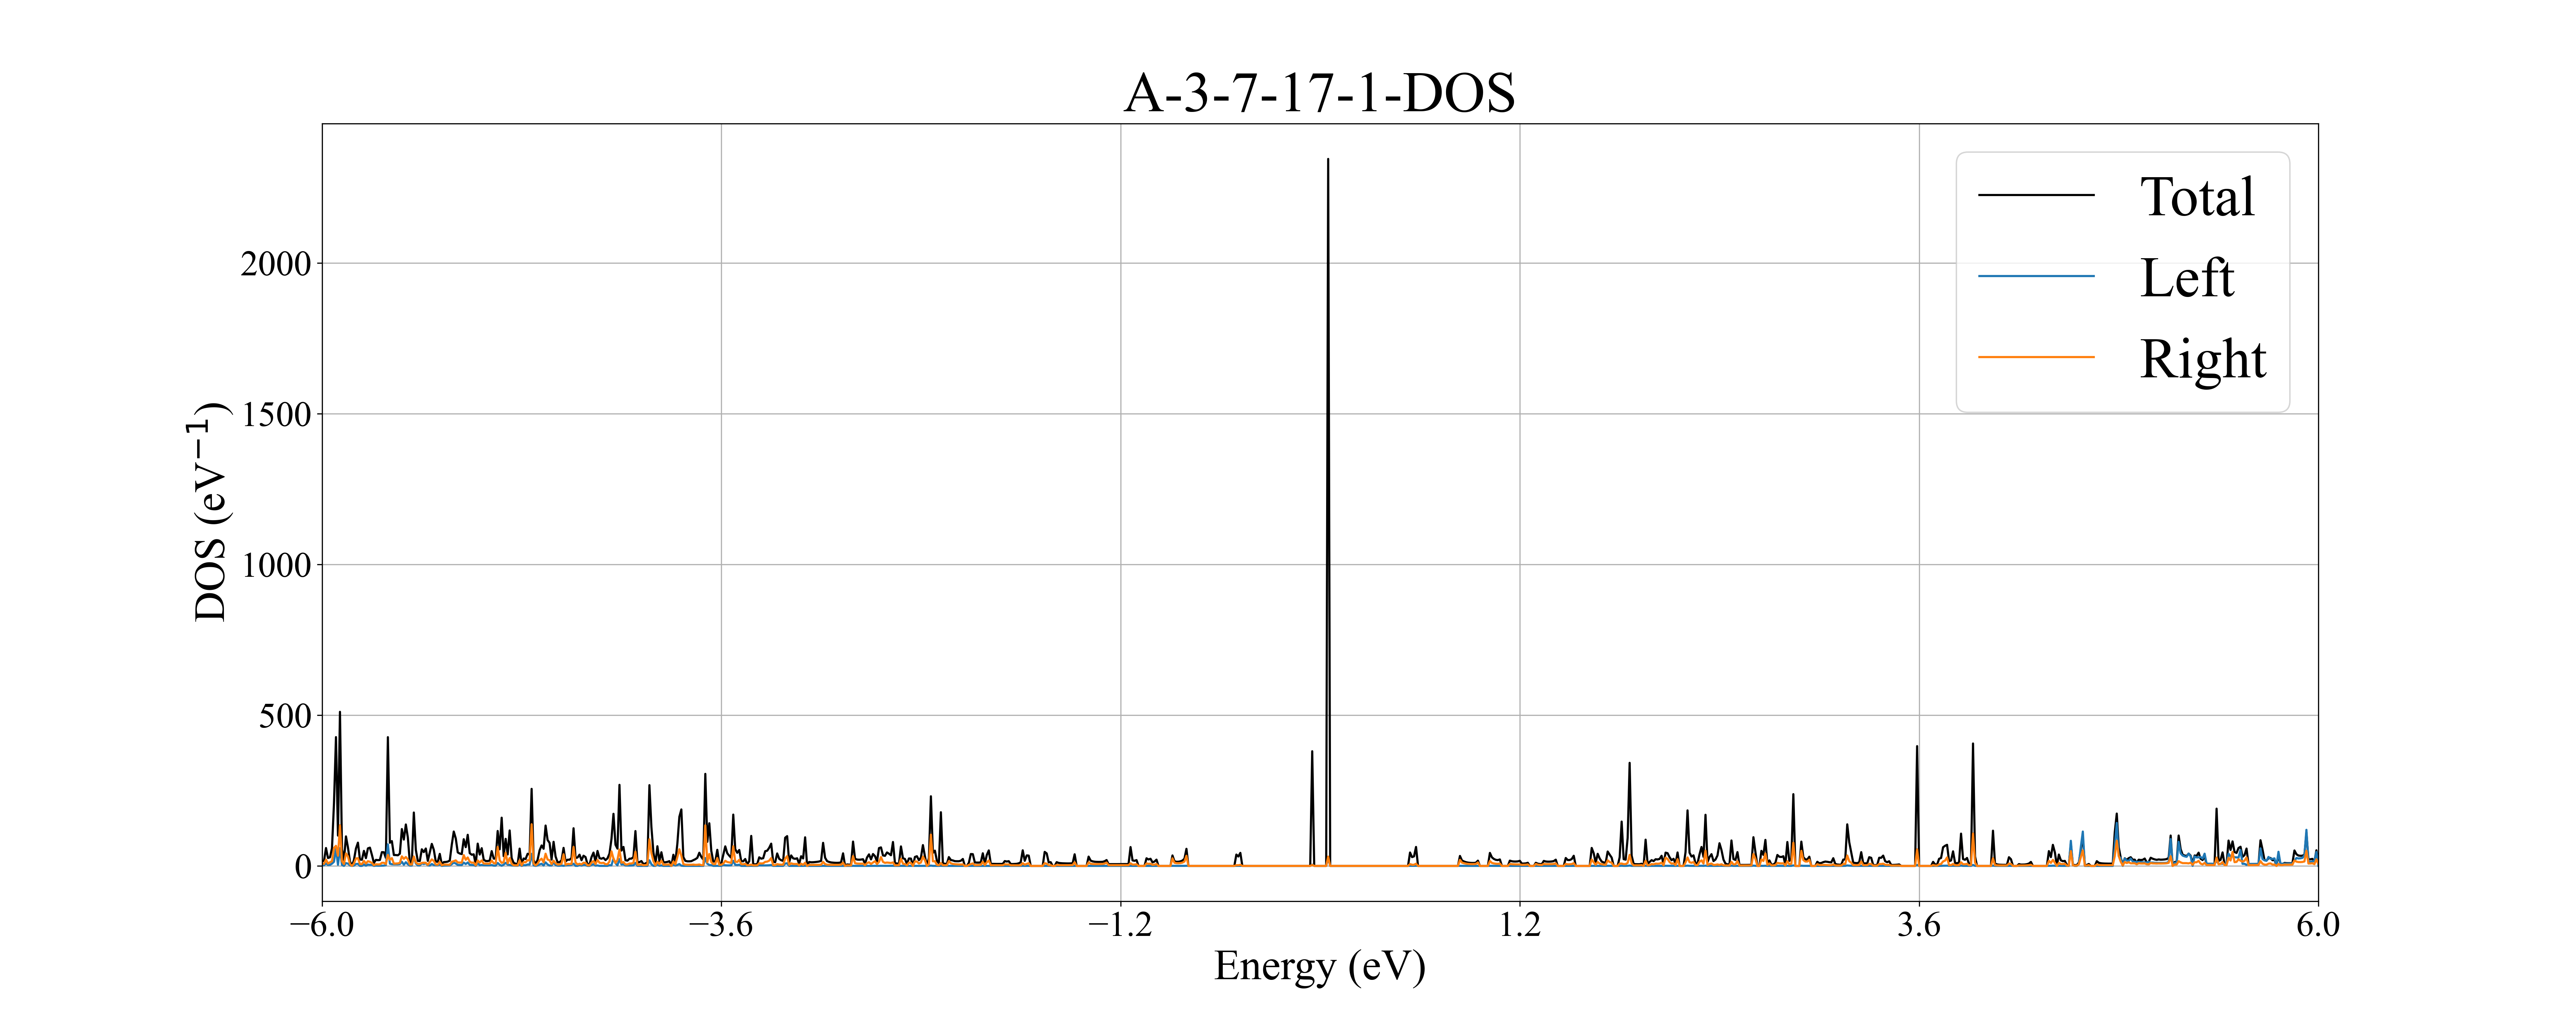 A-3-7-17-1-DOS
Total
Left
Right
DOS (eV⁻¹)
2000
1500
1000
500
0
−6.0 −3.6 −1.2 1.2 3.6 6.0
Energy (eV)